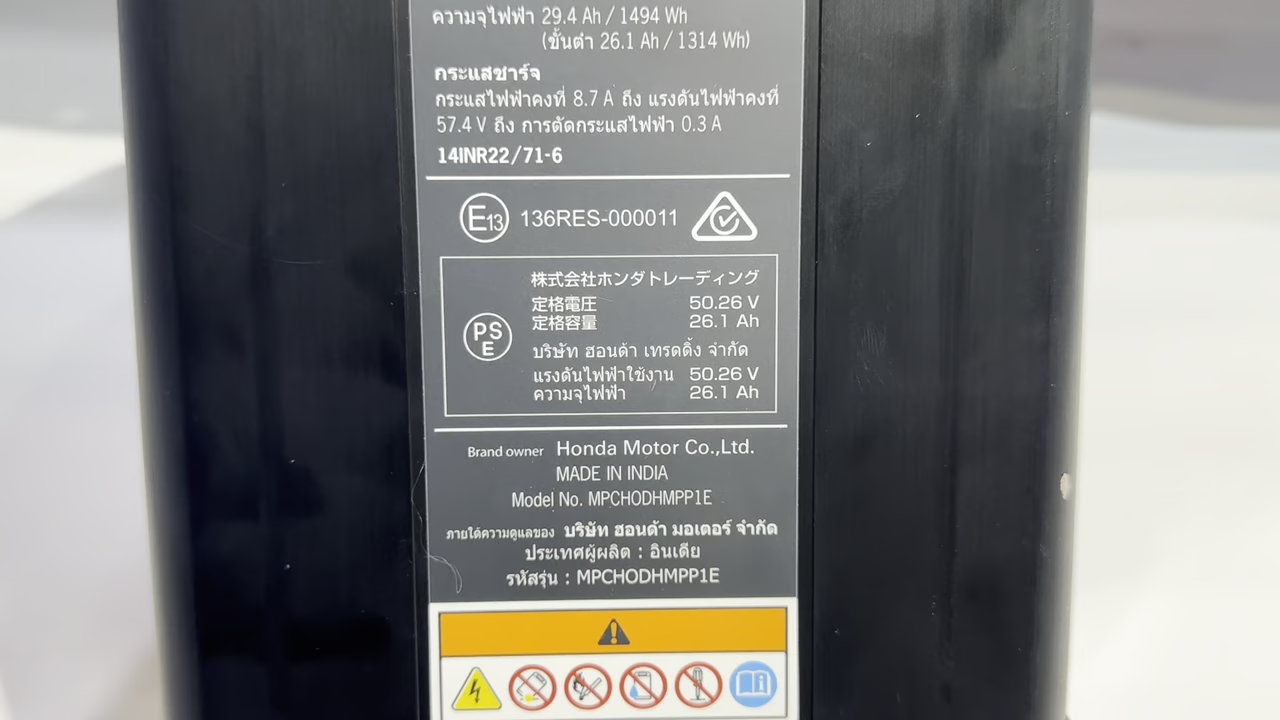 ความจุไฟฟ้า 29.4 Ah / 1494 Wh
(ขั้นต่ำ 26.1 Ah / 1314 Wh)
กระแสชาร์จ
กระแสไฟฟ้าคงที่ 8.7 A ถึง แรงดันไฟฟ้าคงที่
57.4 V ถึง การตัดกระแสไฟฟ้า 0.3 A
14INR22/71-6
E13 136RES-000011
株式会社ホンダトレーディング
定格電圧 50.26 V
定格容量 26.1 Ah
PS
E
บริษัท ฮอนด้า เทรดดิ้ง จำกัด
แรงดันไฟฟ้าใช้งาน 50.26 V
ความจุไฟฟ้า 26.1 Ah
Brand owner Honda Motor Co.,Ltd.
MADE IN INDIA
Model No. MPCHODHMPP1E
ภายใต้ความดูแลของ บริษัท ฮอนด้า มอเตอร์ จำกัด
ประเทศผู้ผลิต : อินเดีย
รหัสรุ่น : MPCHODHMPP1E